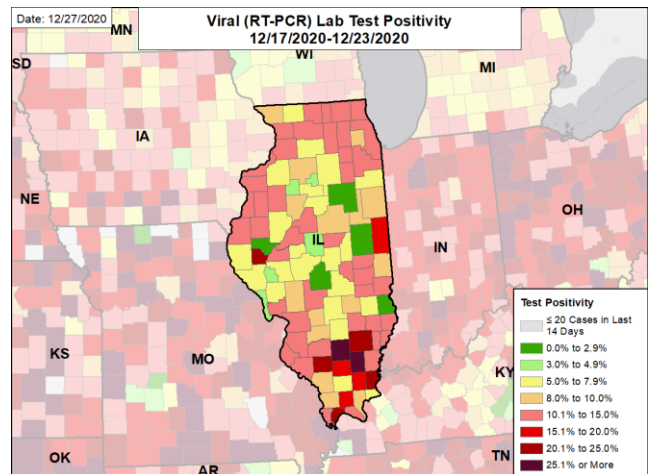 Date: 12/27/2020
Viral (RT-PCR) Lab Test Positivity
12/17/2020-12/23/2020
MN
SD
WI
MI
IA
NE
OH
IL
IN
KS
MO
KY
OK
AR
TN
Test Positivity
≤ 20 Cases in Last
14 Days
0.0% to 2.9%
3.0% to 4.9%
5.0% to 7.9%
8.0% to 10.0%
10.1% to 15.0%
15.1% to 20.0%
20.1% to 25.0%
25.1% or More